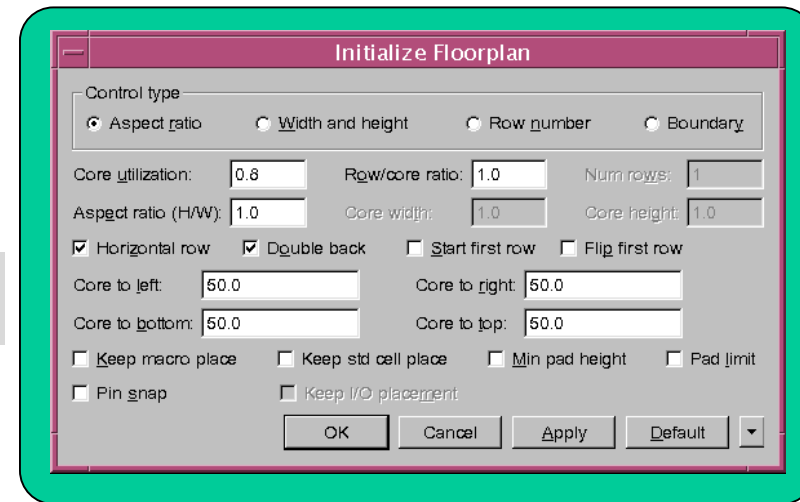 Initialize Floorplan
Control type
Aspect ratio Width and height Row number Boundary
Core utilization: 0.8 Row/core ratio: 1.0 Num rows: 1
Aspect ratio (H/W): 1.0 Core width: 1.0 Core height: 1.0
Horizontal row Double back Start first row Flip first row
Core to left: 50.0 Core to right: 50.0
Core to bottom: 50.0 Core to top: 50.0
Keep macro place Keep std cell place Min pad height Pad limit
Pin snap Keep I/O placement
OK Cancel Apply Default